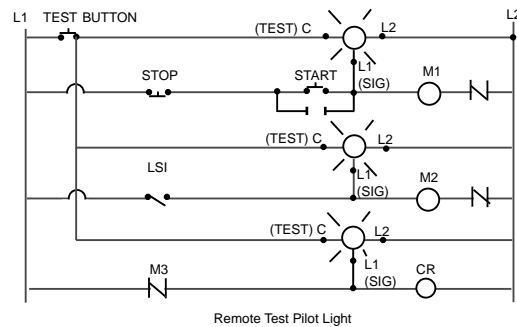 L1 TEST BUTTON (TEST) C L2 L2
L1
(SIG)
STOP START M1
(TEST) C L2
L1
(SIG)
LSI M2
(TEST) C L2
L1
(SIG)
M3 CR
Remote Test Pilot Light